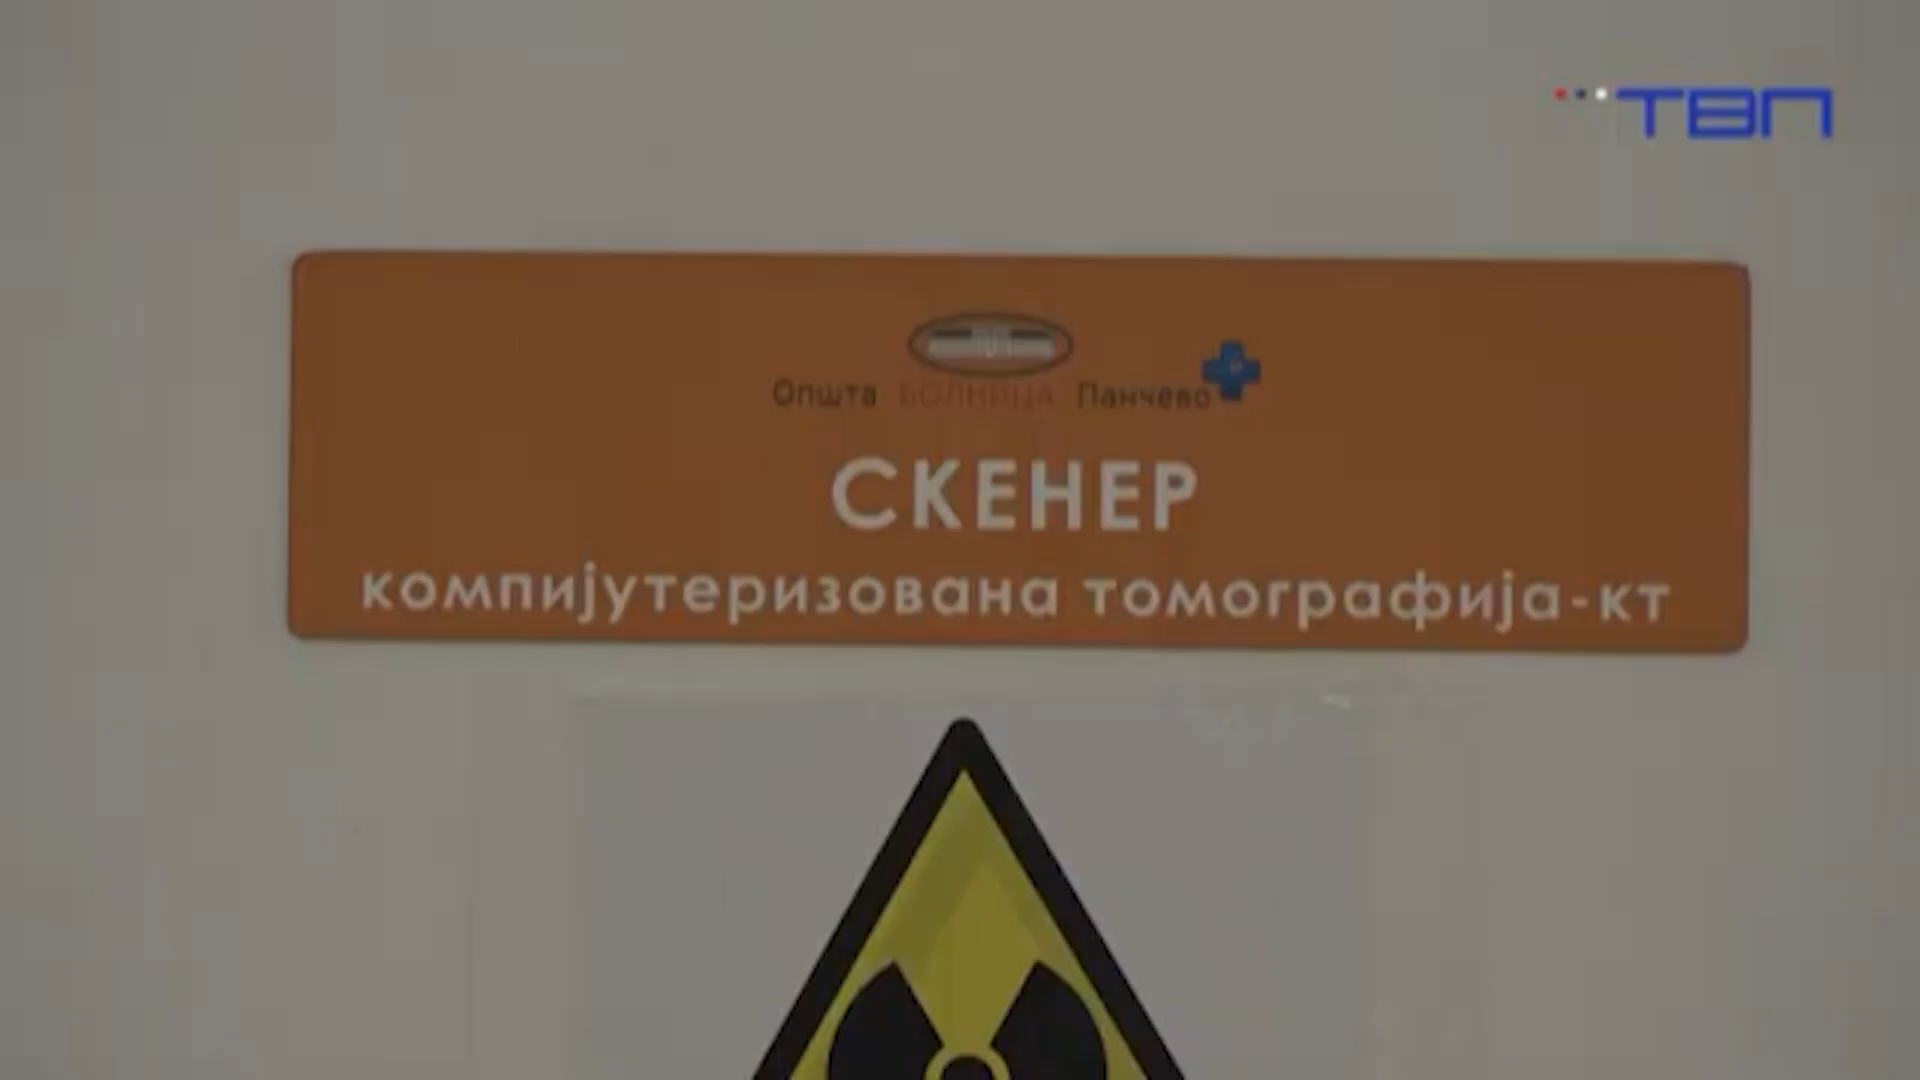 ТВП
Општа БОЛНИЦА Панчево
СКЕНЕР
компијутеризована томографија-кт